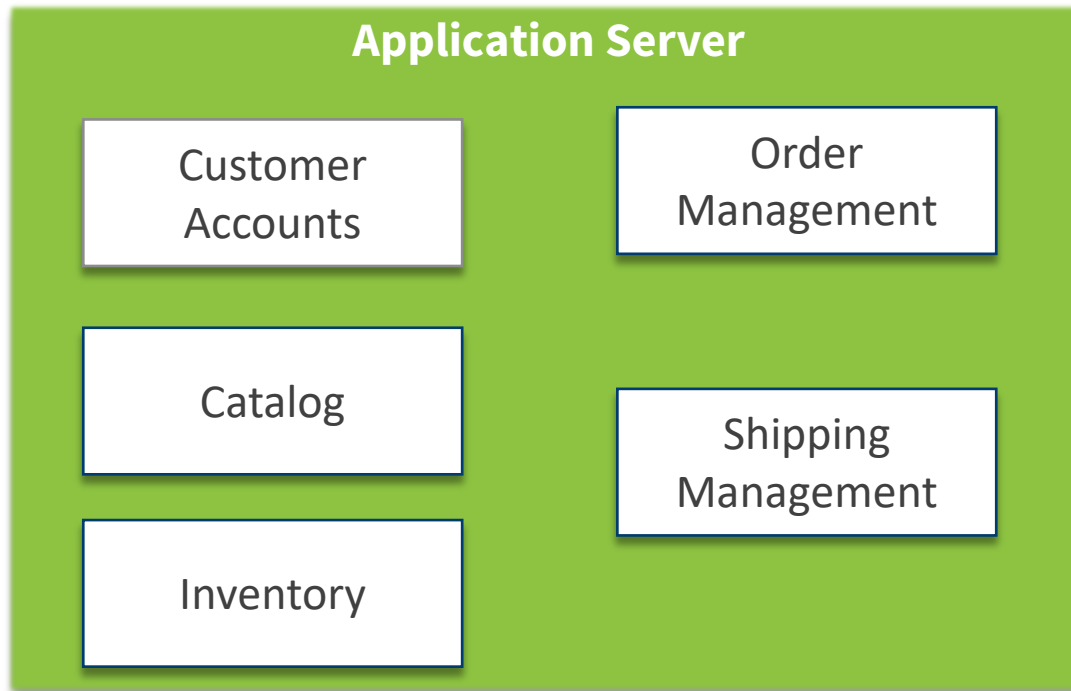 Application Server
Customer
Accounts
Catalog
Inventory
Order
Management
Shipping
Management